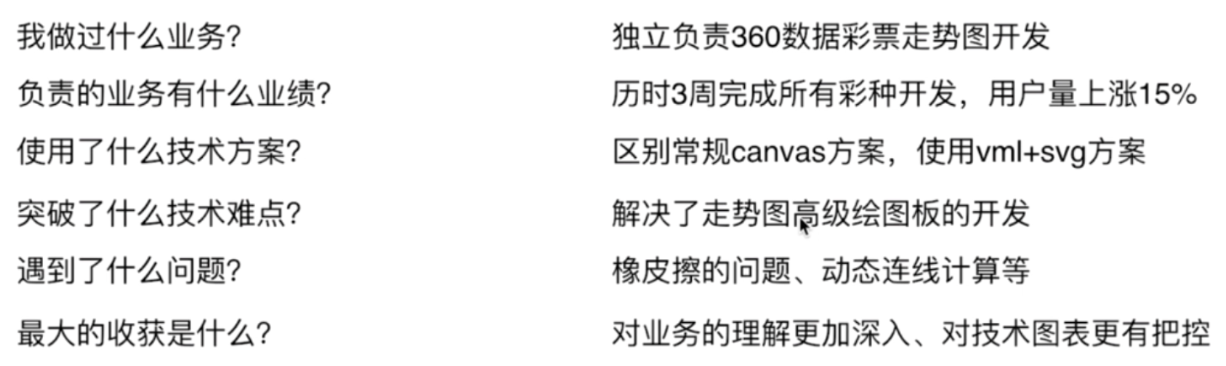 我做过什么业务? 独立负责360数据彩票走势图开发
负责的业务有什么业绩? 历时3周完成所有彩种开发，用户量上涨15%
使用了什么技术方案? 区别常规canvas方案，使用vml+svg方案
突破了什么技术难点? 解决了走势图高级绘图板的开发
遇到了什么问题? 橡皮擦的问题、动态连线计算等
最大的收获是什么? 对业务的理解更加深入、对技术图表更有把控